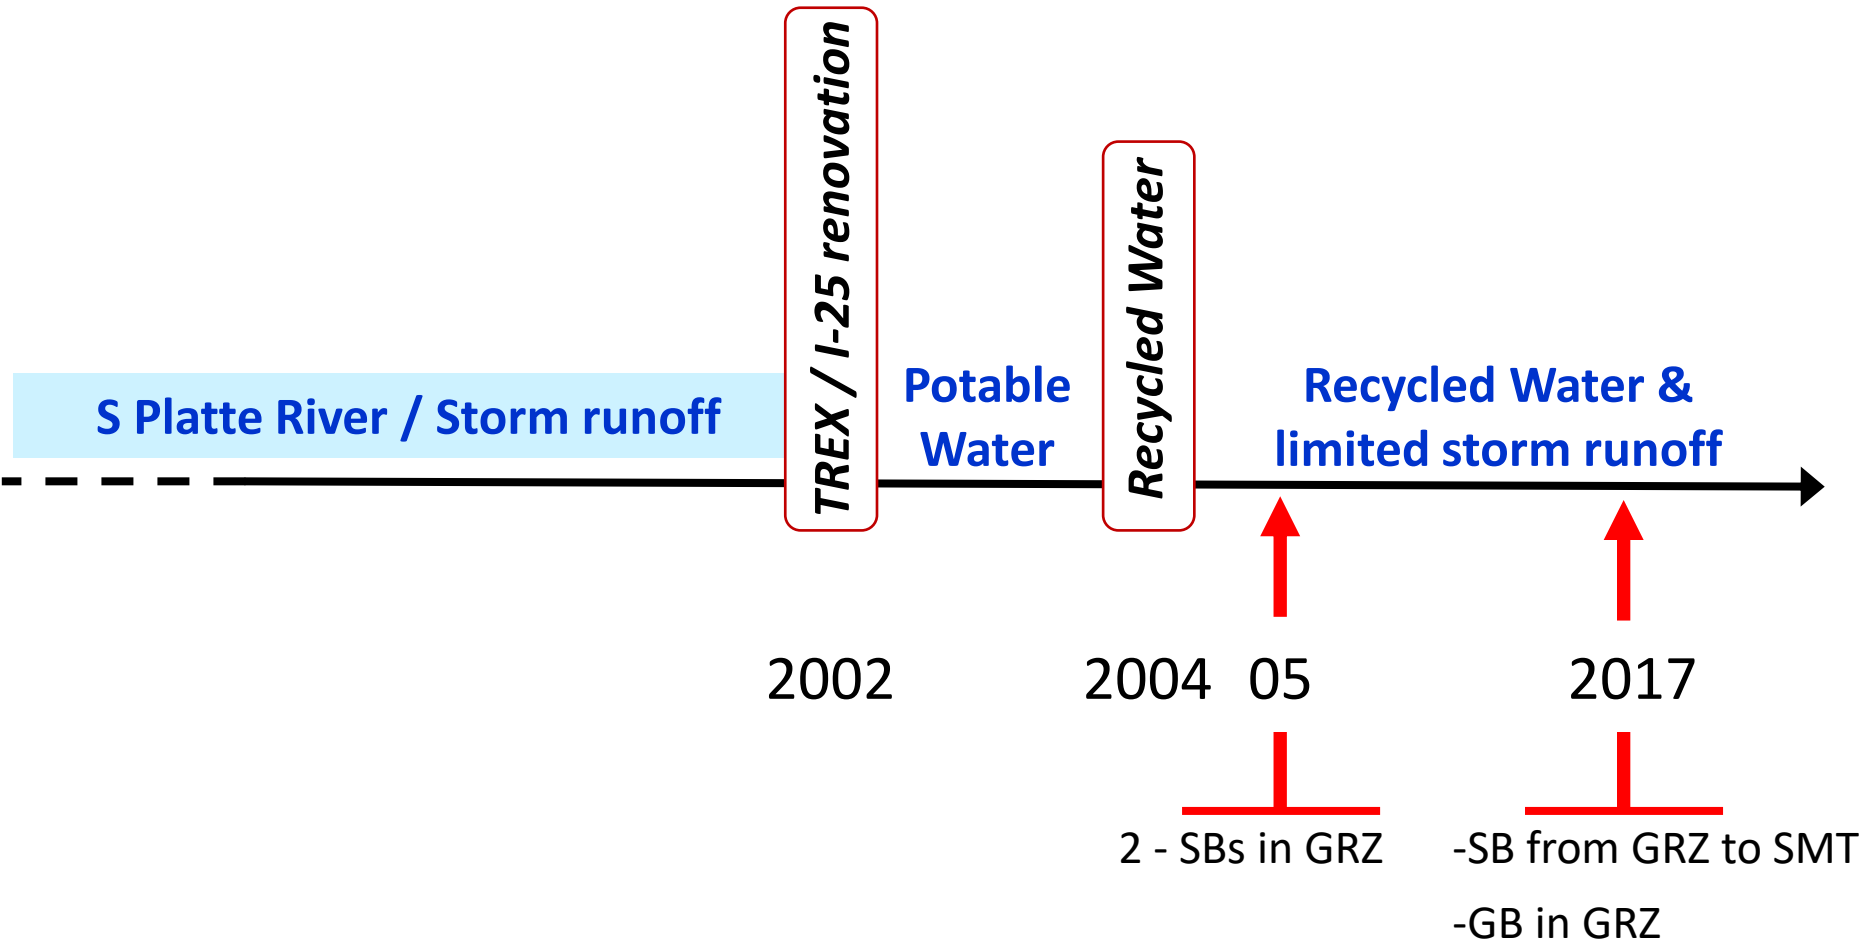 TREX / I-25 renovation
Recycled Water
S Platte River / Storm runoff
Potable
Water
Recycled Water &
limited storm runoff
2002
2004
05
2017
2 - SBs in GRZ
-SB from GRZ to SMT
-GB in GRZ